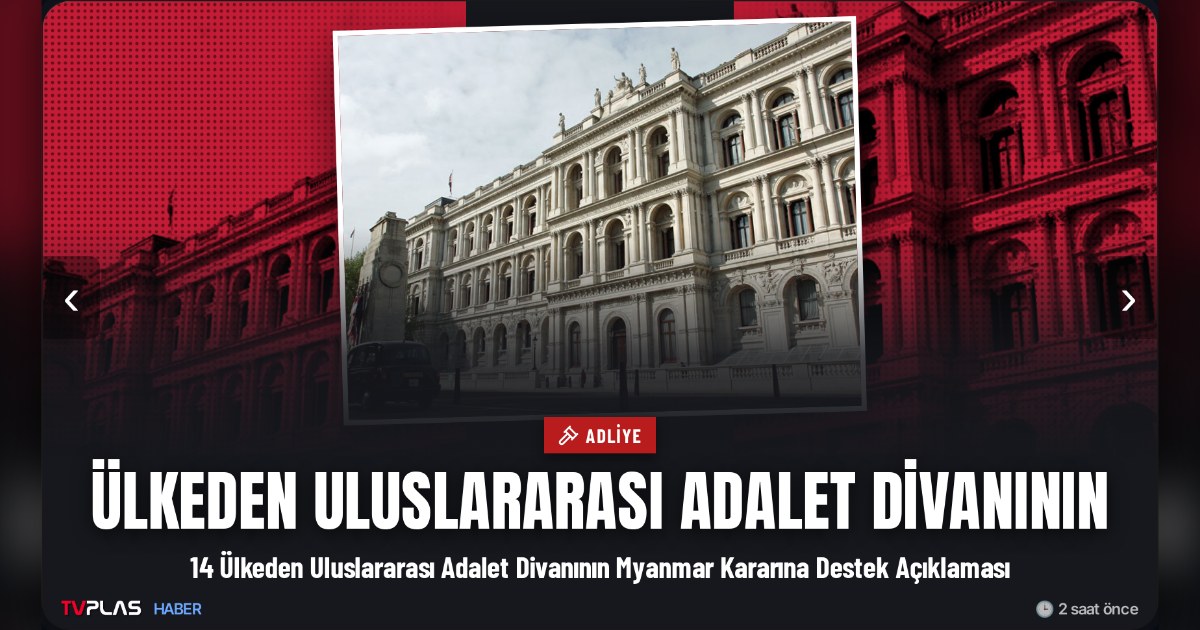 ADLİYE
ÜLKEDEN ULUSLARARASI ADALET DİVANININ
14 Ülkeden Uluslararası Adalet Divanının Myanmar Kararına Destek Açıklaması
TVPLAS HABER
2 saat önce